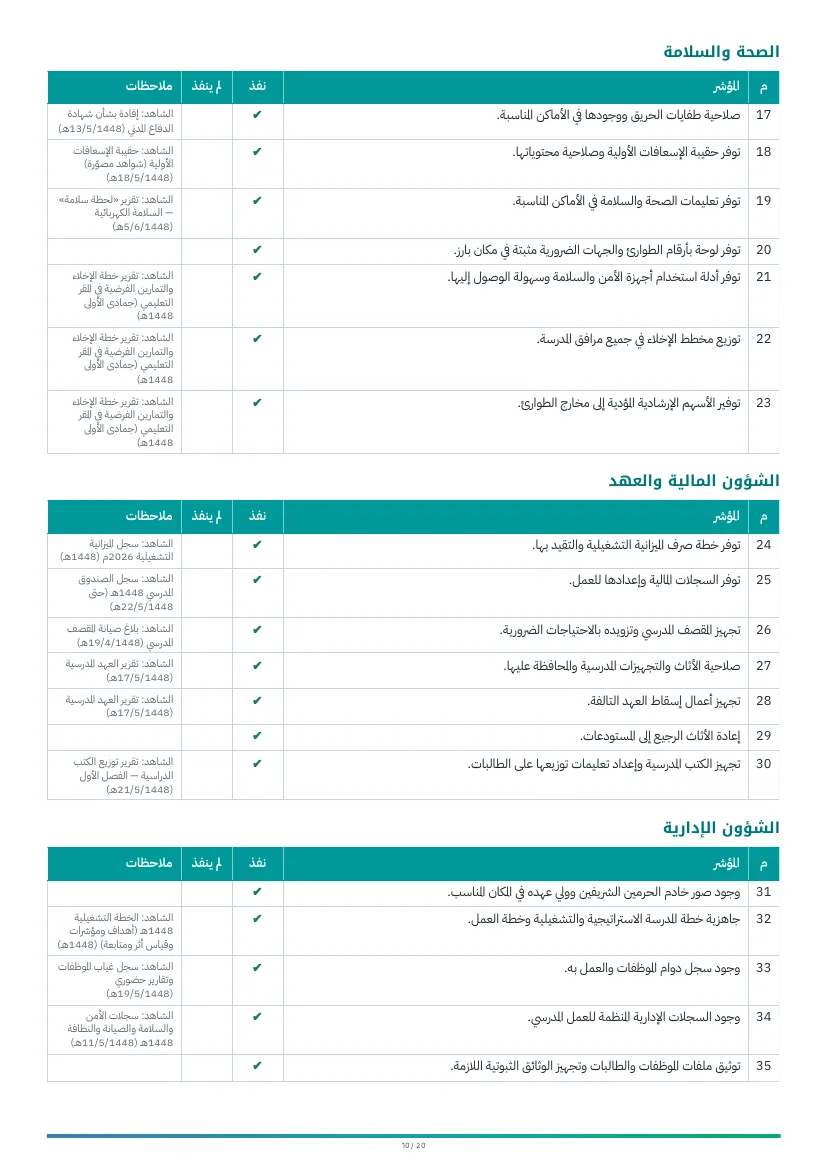 الصحة والسلامة
م المؤشر نفذ لم ينفذ ملاحظات
17 صلاحية طفايات الحريق ووجودها في الأماكن المناسبة. ✔ الشاهد: إفادة بشأن شهادة
الدفاع المدني (13/5/1448هـ)
18 توفر حقيبة الإسعافات الأولية وصلاحية محتوياتها. ✔ الشاهد: حقيبة الإسعافات
الأولية (شواهد مصوّرة)
(18/5/1448هـ)
19 توفر تعليمات الصحة والسلامة في الأماكن المناسبة. ✔ الشاهد: تقرير «لحظة سلامة»
— السلامة الكهربائية
(5/6/1448هـ)
20 توفر لوحة بأرقام الطوارئ والجهات الضرورية مثبتة في مكان بارز. ✔
21 توفر أدلة استخدام أجهزة الأمن والسلامة وسهولة الوصول إليها. ✔ الشاهد: تقرير خطة الإخلاء
والتمارين الفرضية في المقر
التعليمي (جمادى الأولى
1448هـ)
22 توزيع مخطط الإخلاء في جميع مرافق المدرسة. ✔ الشاهد: تقرير خطة الإخلاء
والتمارين الفرضية في المقر
التعليمي (جمادى الأولى
1448هـ)
23 توفير الأسهم الإرشادية المؤدية إلى مخارج الطوارئ. ✔ الشاهد: تقرير خطة الإخلاء
والتمارين الفرضية في المقر
التعليمي (جمادى الأولى
1448هـ)
الشؤون المالية والعهد
م المؤشر نفذ لم ينفذ ملاحظات
24 توفر خطة صرف الميزانية التشغيلية والتقيد بها. ✔ الشاهد: سجل الميزانية
التشغيلية 2026م (1448هـ)
25 توفر السجلات المالية وإعدادها للعمل. ✔ الشاهد: سجل الصندوق
المدرسي 1448هـ (حتى
22/5/1448هـ)
26 تجهيز المقصف المدرسي وتزويده بالاحتياجات الضرورية. ✔ الشاهد: بلاغ صيانة المقصف
المدرسي (19/4/1448هـ)
27 صلاحية الأثاث والتجهيزات المدرسية والمحافظة عليها. ✔ الشاهد: تقرير العهد المدرسية
(17/5/1448هـ)
28 تجهيز أعمال إسقاط العهد التالفة. ✔ الشاهد: تقرير العهد المدرسية
(17/5/1448هـ)
29 إعادة الأثاث الرجيع إلى المستودعات. ✔
30 تجهيز الكتب المدرسية وإعداد تعليمات توزيعها على الطالبات. ✔ الشاهد: تقرير توزيع الكتب
الدراسية — الفصل الأول
(21/5/1448هـ)
الشؤون الإدارية
م المؤشر نفذ لم ينفذ ملاحظات
31 وجود صور خادم الحرمين الشريفين وولي عهده في المكان المناسب. ✔
32 جاهزية خطة المدرسة الاستراتيجية والتشغيلية وخطة العمل. ✔ الشاهد: الخطة التشغيلية
1448هـ (أهداف ومؤشرات
وقياس أثر ومتابعة) (1448هـ)
33 وجود سجل دوام الموظفات والعمل به. ✔ الشاهد: سجل غياب الموظفات
وتقارير حضوري
(19/5/1448هـ)
34 وجود السجلات الإدارية المنظمة للعمل المدرسي. ✔ الشاهد: سجلات الأمن
والسلامة والصيانة والنظافة
1448هـ (11/5/1448هـ)
35 توثيق ملفات الموظفات والطالبات وتجهيز الوثائق الثبوتية اللازمة. ✔
10 / 20